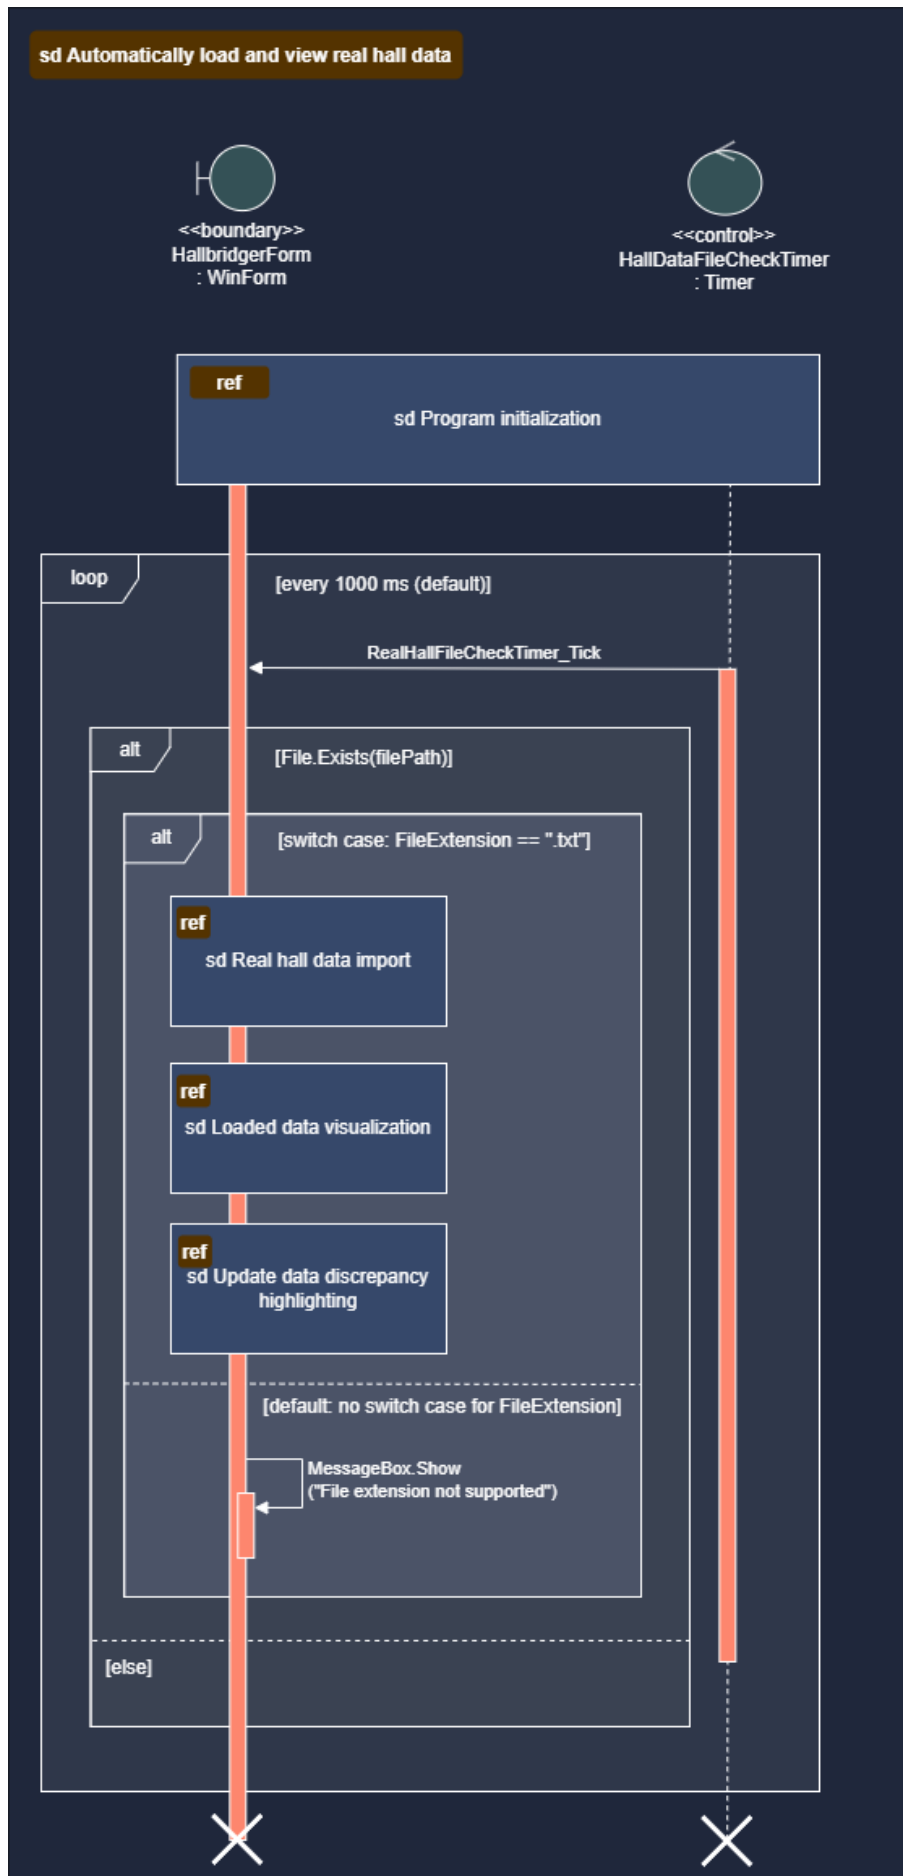 sd Automatically load and view real hall data
<<boundary>>
HallbridgerForm
: WinForm
<<control>>
HallDataFileCheckTimer
: Timer
ref
sd Program initialization
loop
[every 1000 ms (default)]
RealHallFileCheckTimer_Tick
alt
[File.Exists(filePath)]
alt
[switch case: FileExtension == ".txt"]
ref
sd Real hall data import
ref
sd Loaded data visualization
ref
sd Update data discrepancy
highlighting
[default: no switch case for FileExtension]
MessageBox.Show
("File extension not supported")
[else]